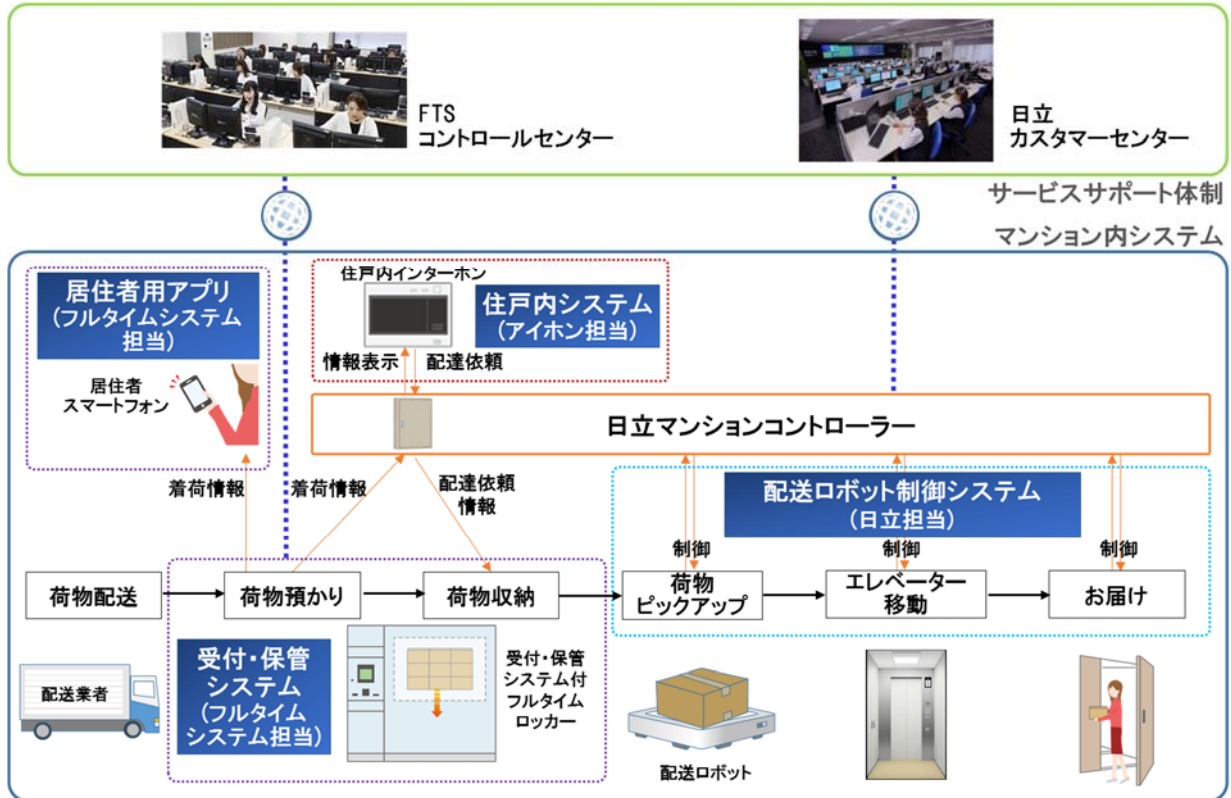 FTS
コントロールセンター
日立
カスタマーセンター
サービスサポート体制
マンション内システム
居住者用アプリ
(フルタイムシステム
担当)
居住者
スマートフォン
住戸内インターホン
住戸内システム
(アイホン担当)
情報表示
配達依頼
日立マンションコントローラー
着荷情報
着荷情報
配達依頼
情報
配送ロボット制御システム
(日立担当)
制御
制御
制御
荷物配送
荷物預かり
荷物収納
荷物
ピックアップ
エレベーター
移動
お届け
配送業者
受付・保管
システム
(フルタイム
システム担当)
受付・保管
システム付
フルタイム
ロッカー
配送ロボット